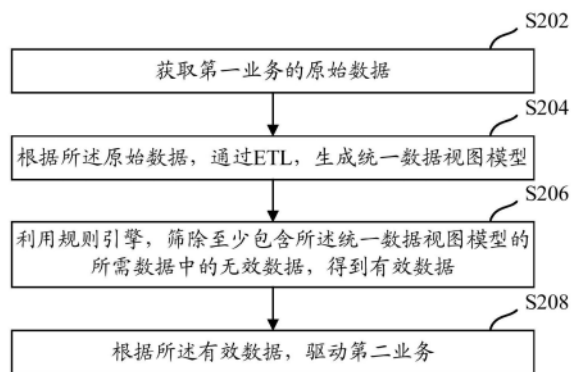 S202
获取第一业务的原始数据
S204
根据所述原始数据，通过ETL，生成统一数据视图模型
S206
利用规则引擎，筛除至少包含所述统一数据视图模型的
所需数据中的无效数据，得到有效数据
S208
根据所述有效数据，驱动第二业务